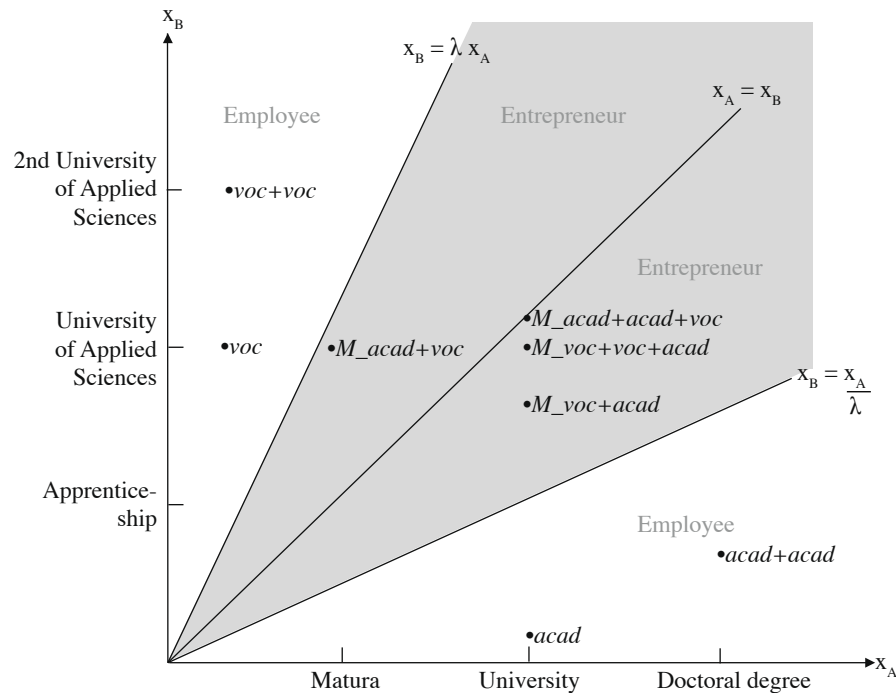 x_B
x_B = λ x_A
x_A = x_B
Employee
Entrepreneur
2nd University
of Applied
Sciences
voc+voc
Entrepreneur
University
of Applied
Sciences
M_acad+acad+voc
voc
M_acad+voc
M_voc+voc+acad
x_B = x_A
λ
M_voc+acad
Apprentice-
ship
Employee
acad+acad
acad
x_A
Matura
University
Doctoral degree